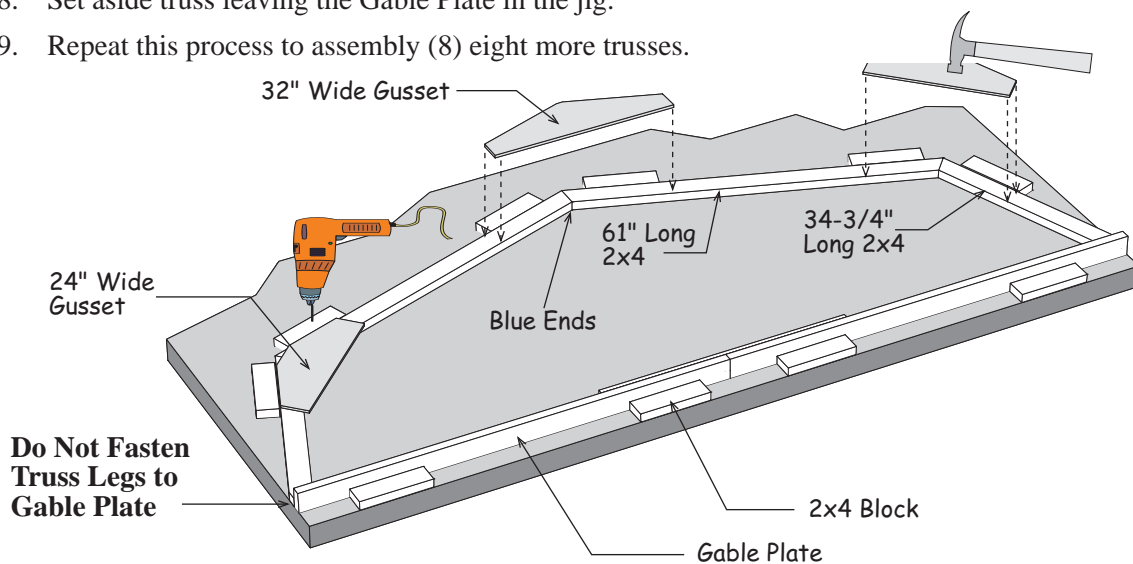 8. Set aside truss leaving the Gable Plate in the jig.
9. Repeat this process to assembly (8) eight more trusses.
32" Wide Gusset
61" Long
2x4
34-3/4"
Long 2x4
24" Wide
Gusset
Blue Ends
Do Not Fasten
Truss Legs to
Gable Plate
2x4 Block
Gable Plate